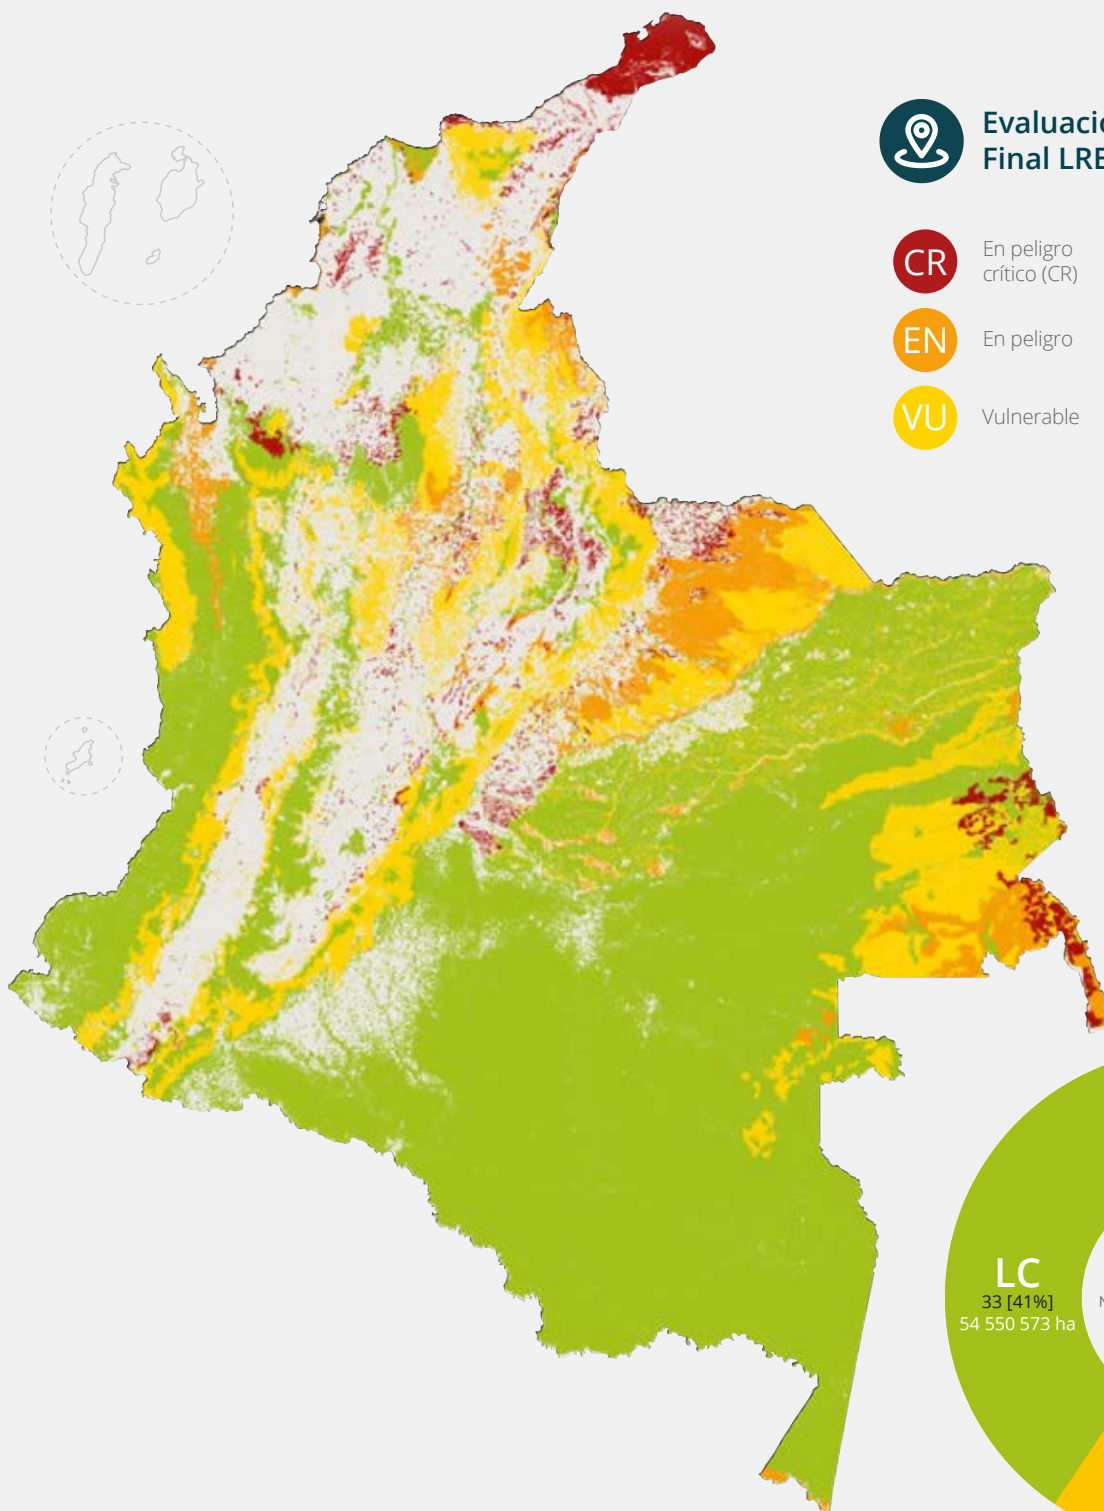 Evaluació
Final LRE
CR
En peligro
crítico (CR)
EN
En peligro
VU
Vulnerable
LC
33 [41%]
54 550 573 ha
N